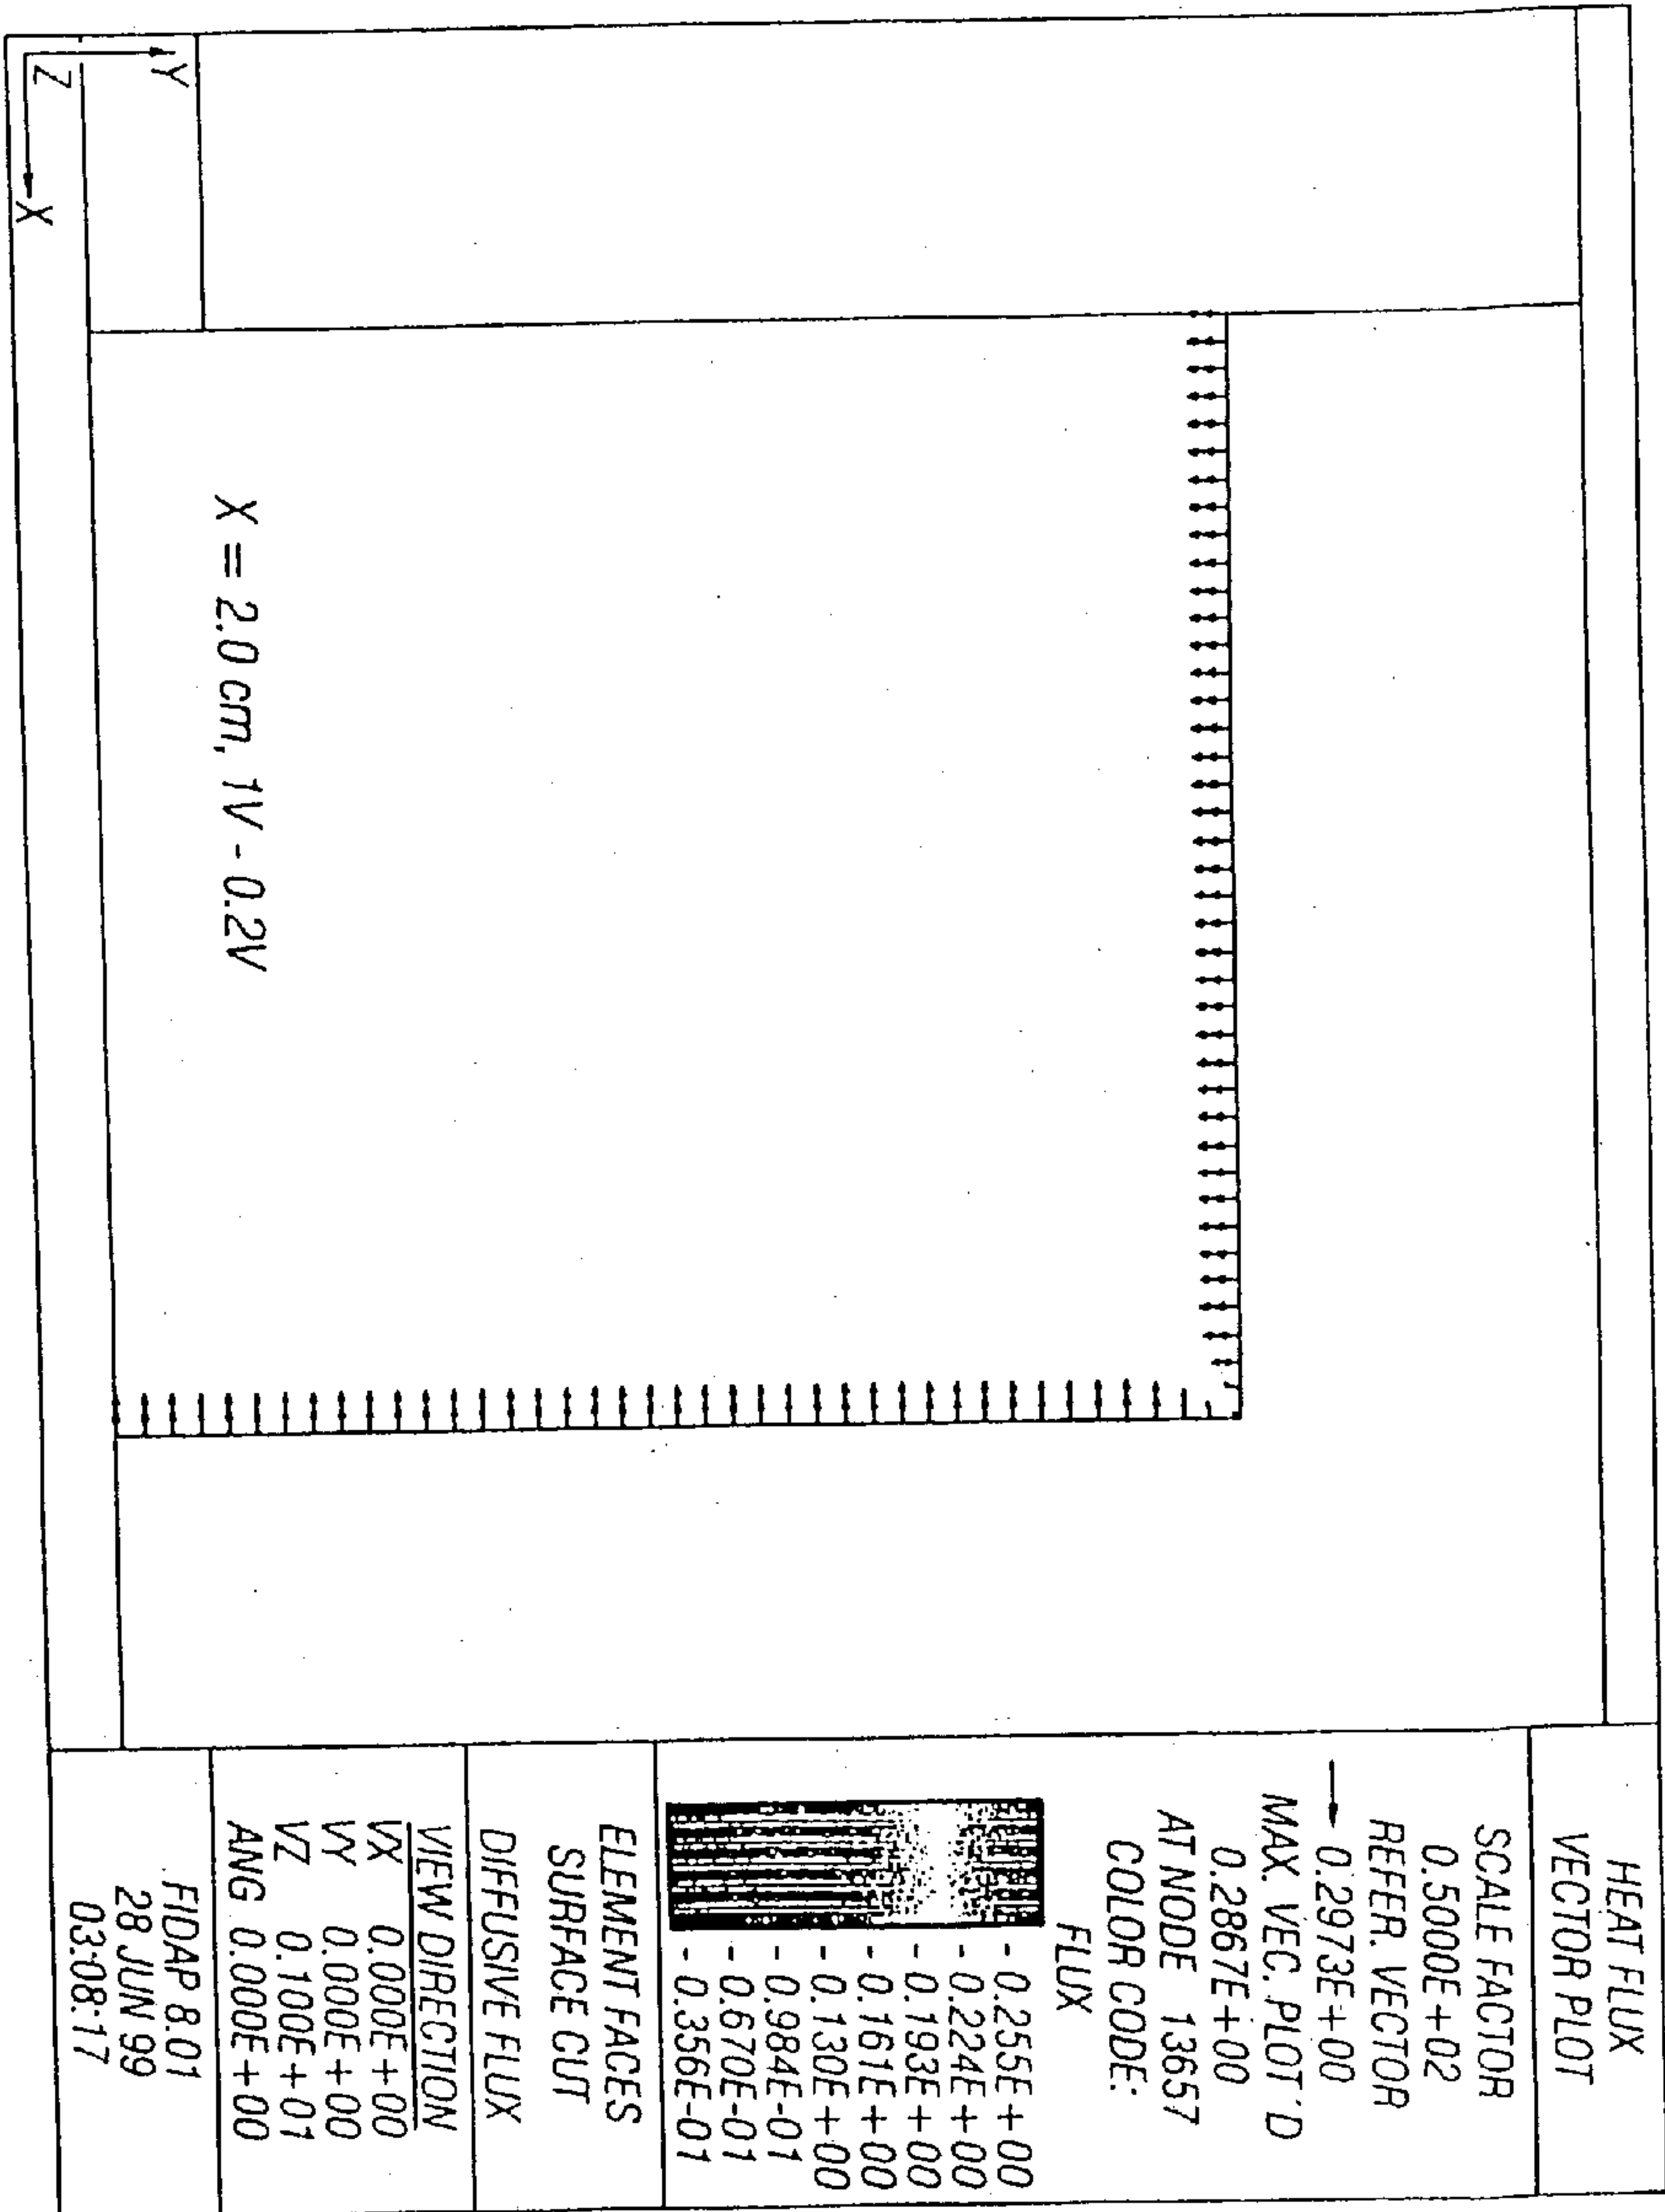 HEAT FLUX
VECTOR PLOT
SCALE FACTOR
0.5000E+02
REFER. VECTOR
0.2973E+00
MAX. VEC. PLOT'D
0.2867E+00
AT NODE 13657
COLOR CODE:
FLUX
- 0.255E+00
- 0.224E+00
- 0.193E+00
- 0.161E+00
- 0.130E+00
- 0.984E-01
- 0.670E-01
- 0.356E-01
ELEMENT FACES
SURFACE CUT
DIFFUSIVE FLUX
VIEW DIRECTION
VX 0.000E+00
VY 0.000E+00
VZ 0.100E+01
ANG 0.000E+00
FIDAP 8.01
28 JUN 99
03:08:17
X = 2.0 cm, 1V - 0.2V
Y
Z
X